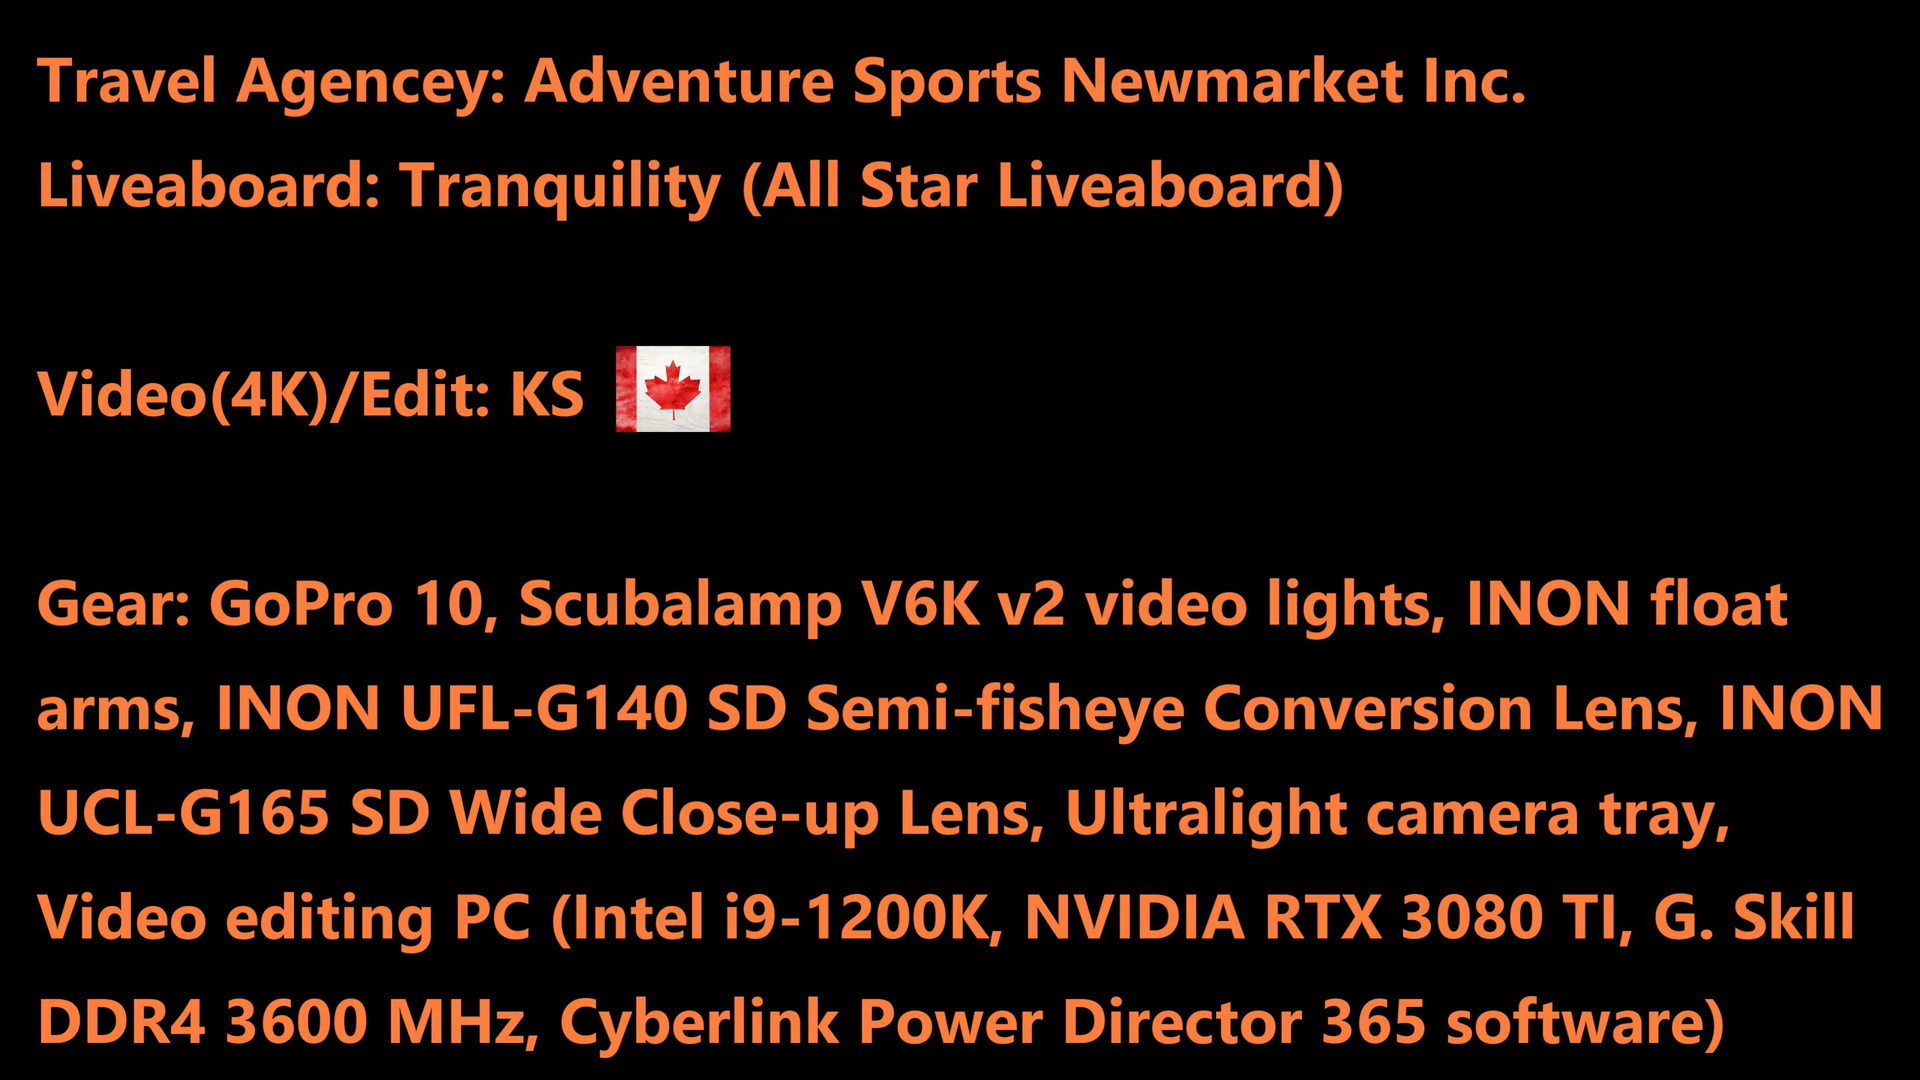 Travel Agencey: Adventure Sports Newmarket Inc.
Liveaboard: Tranquility (All Star Liveaboard)
Video(4K)/Edit: KS
Gear: GoPro 10, Scubalamp V6K v2 video lights, INON float
arms, INON UFL-G140 SD Semi-fisheye Conversion Lens, INON
UCL-G165 SD Wide Close-up Lens, Ultralight camera tray,
Video editing PC (Intel i9-1200K, NVIDIA RTX 3080 TI, G. Skill
DDR4 3600 MHz, Cyberlink Power Director 365 software)